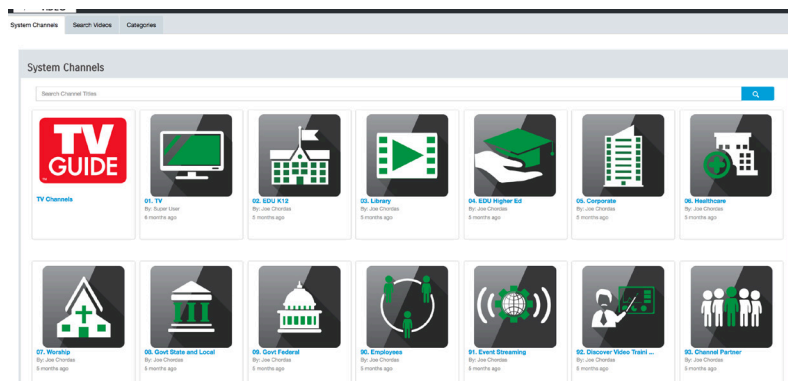 System Channels
Search Videos
Categories
System Channels
Search Channel Titles
TV
GUIDE
TV Channels
01. TV
By: Super User
6 months ago
02. EDU K12
By: Joe Chordas
5 months ago
03. Library
By: Joe Chordas
5 months ago
04. EDU Higher Ed
By: Joe Chordas
5 months ago
05. Corporate
By: Joe Chordas
5 months ago
06. Healthcare
By: Joe Chordas
5 months ago
07. Worship
By: Joe Chordas
5 months ago
08. Govt State and Local
By: Joe Chordas
5 months ago
09. Govt Federal
By: Joe Chordas
5 months ago
90. Employees
By: Joe Chordas
5 months ago
91. Event Streaming
By: Joe Chordas
5 months ago
92. Discover Video Traini ...
By: Joe Chordas
5 months ago
93. Channel Partner
By: Joe Chordas
5 months ago